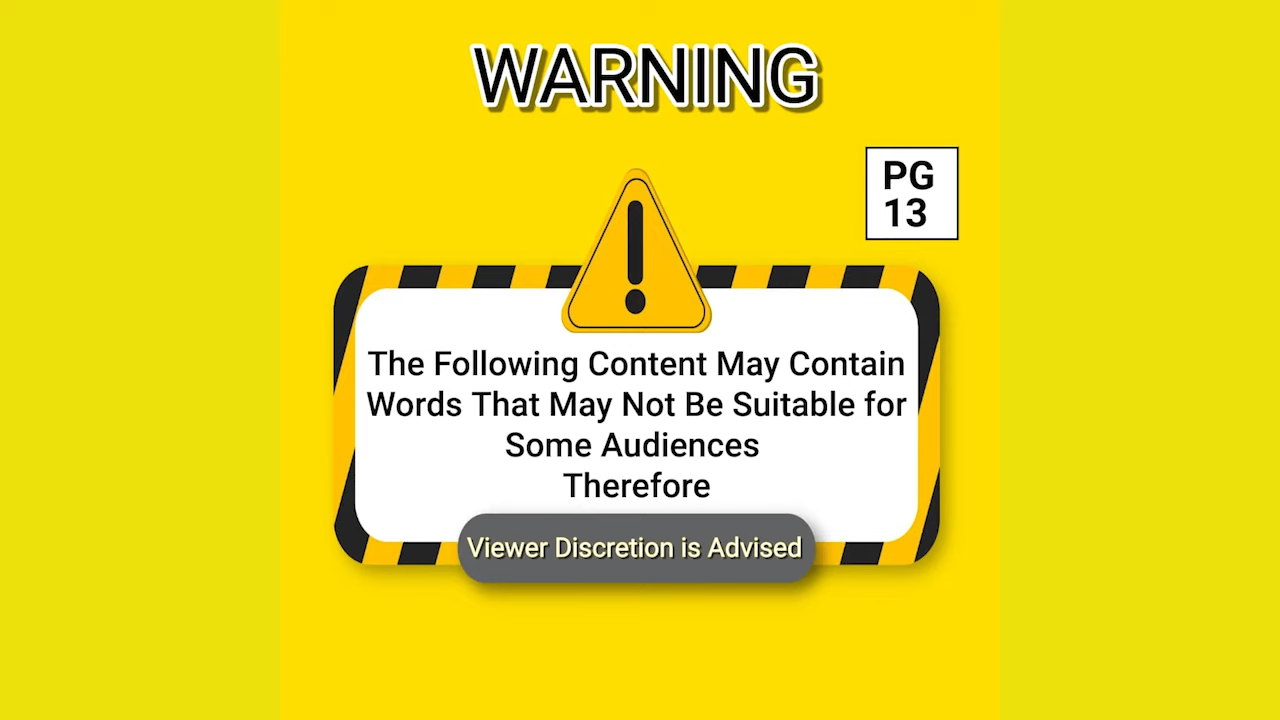 WARNING
PG
13
The Following Content May Contain
Words That May Not Be Suitable for
Some Audiences
Therefore
Viewer Discretion is Advised